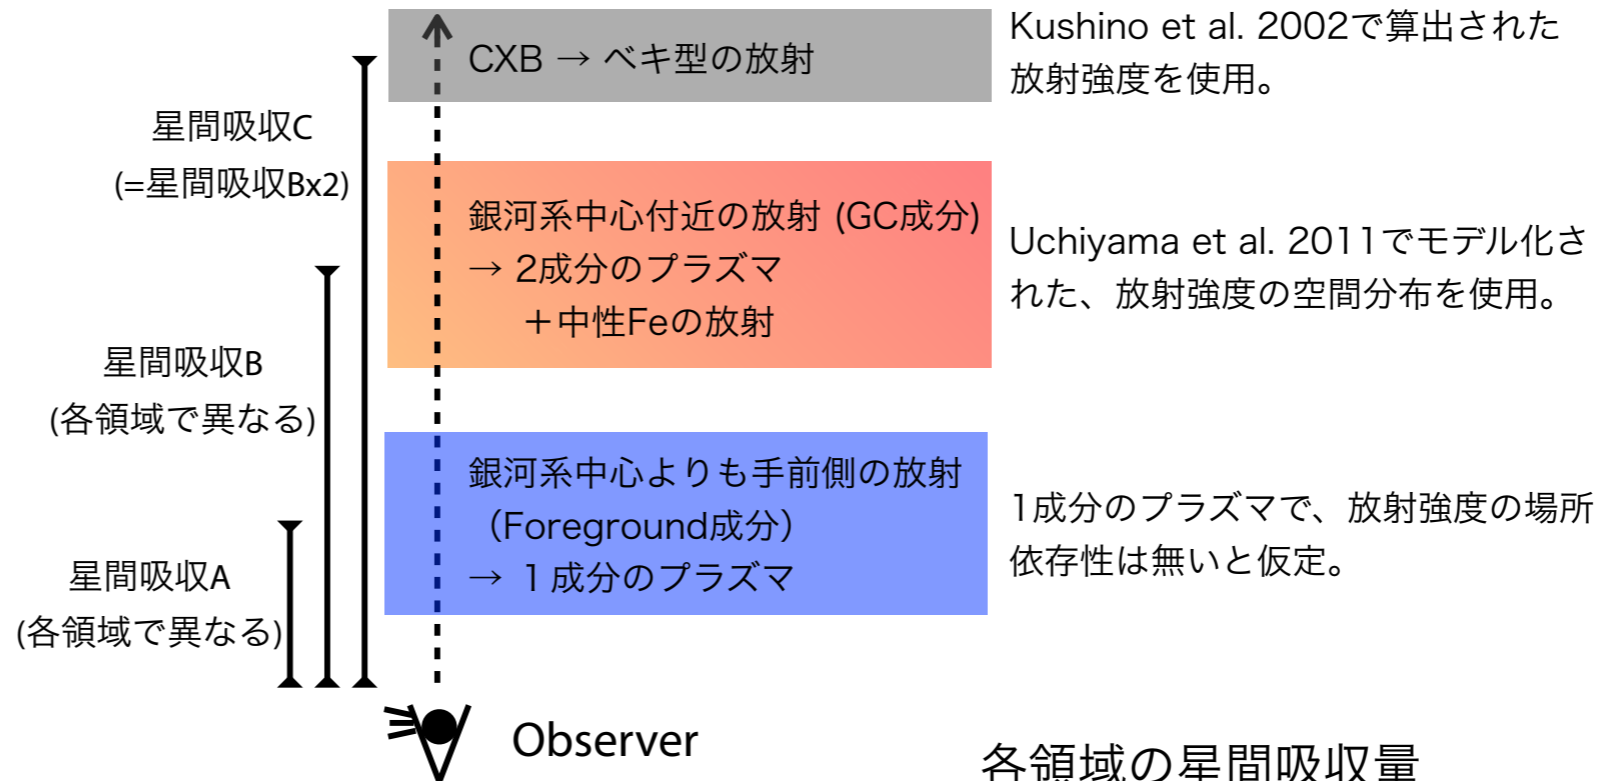 CXB → ベキ型の放射
Kushino et al. 2002で算出された
放射強度を使用。
星間吸収C
(=星間吸収Bx2)
銀河系中心付近の放射 (GC成分)
→ 2成分のプラズマ
＋中性Feの放射
Uchiyama et al. 2011でモデル化さ
れた、放射強度の空間分布を使用。
星間吸収B
(各領域で異なる)
銀河系中心よりも手前側の放射
（Foreground成分）
→ １成分のプラズマ
1成分のプラズマで、放射強度の場所
依存性は無いと仮定。
星間吸収A
(各領域で異なる)
Observer
各領域の星間吸収量